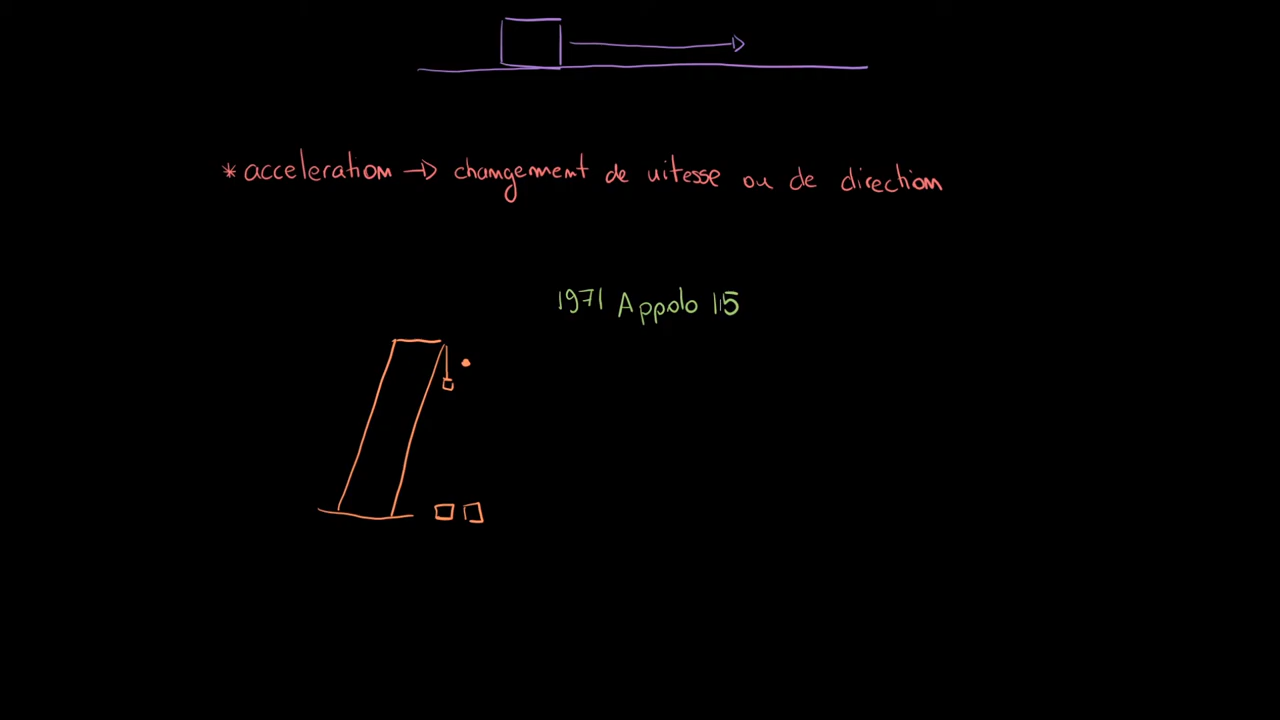 * acceleration → changement de vitesse ou de direction
1971 Appolo 15